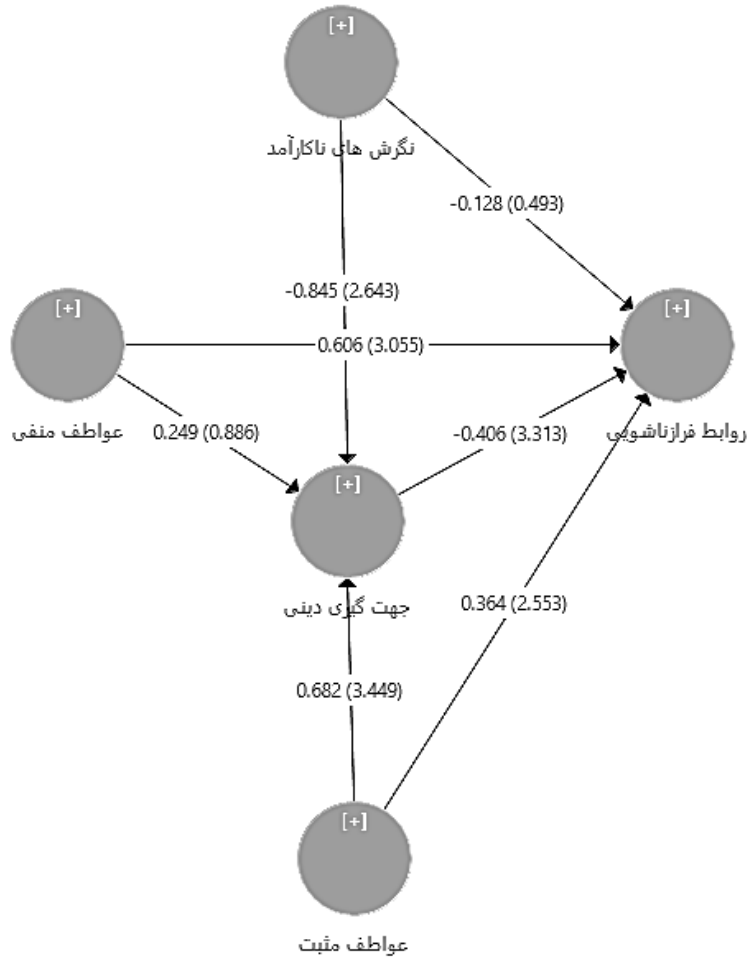 [+]
نگرش های ناکارآمد
-0.128 (0.493)
-0.845 (2.643)
[+]
[+]
0.606 (3.055)
عواطف منفی
0.249 (0.886)
-0.406 (3.313)
روابط فرازناشویی
[+]
جهت گیری دینی
0.364 (2.553)
0.682 (3.449)
[+]
عواطف مثبت